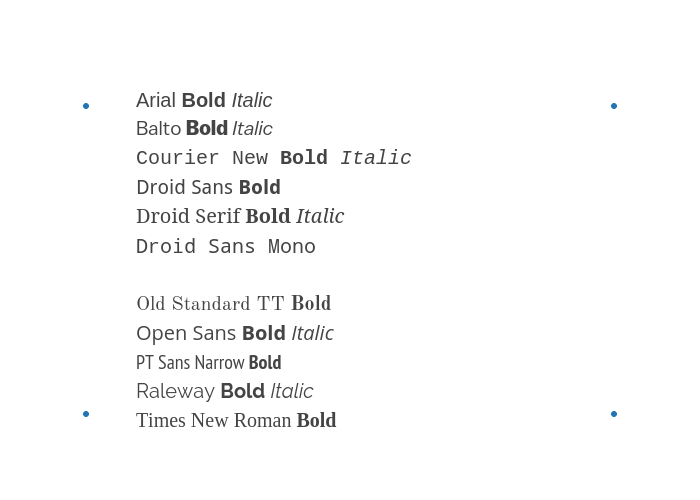 Arial Bold Italic
Balto Bold Italic
Courier New Bold Italic
Droid Sans Bold
Droid Serif Bold Italic
Droid Sans Mono
Old Standard TT Bold
Open Sans Bold Italic
PT Sans Narrow Bold
Raleway Bold Italic
Times New Roman Bold